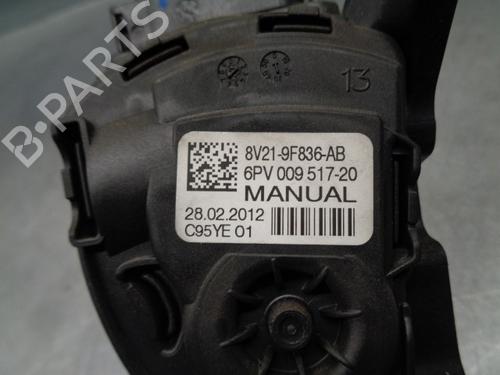 13
8V21-9F836-AB
6PV 009 517-20
MANUAL
28.02.2012
C95YE 01
B-PARTS